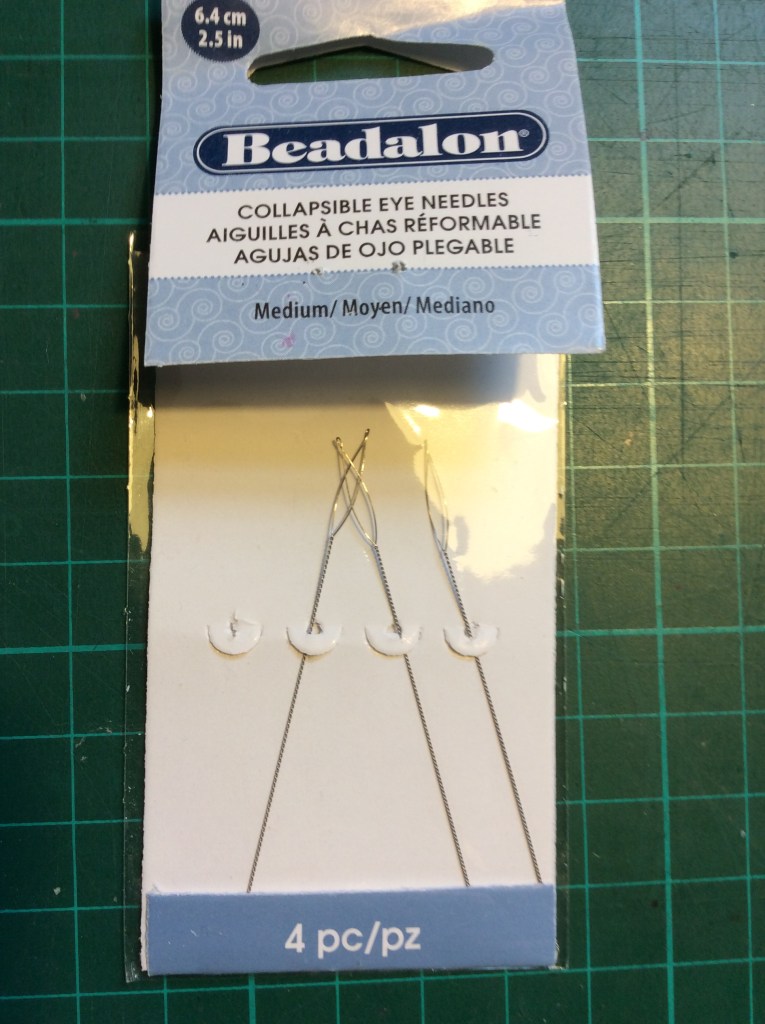 6.4 cm
2.5 in
Beadalon®
COLLAPSIBLE EYE NEEDLES
AIGUILLES À CHAS RÉFORMABLE
AGUJAS DE OJO PLEGABLE
Medium/ Moyen/ Mediano
4 pc/pz